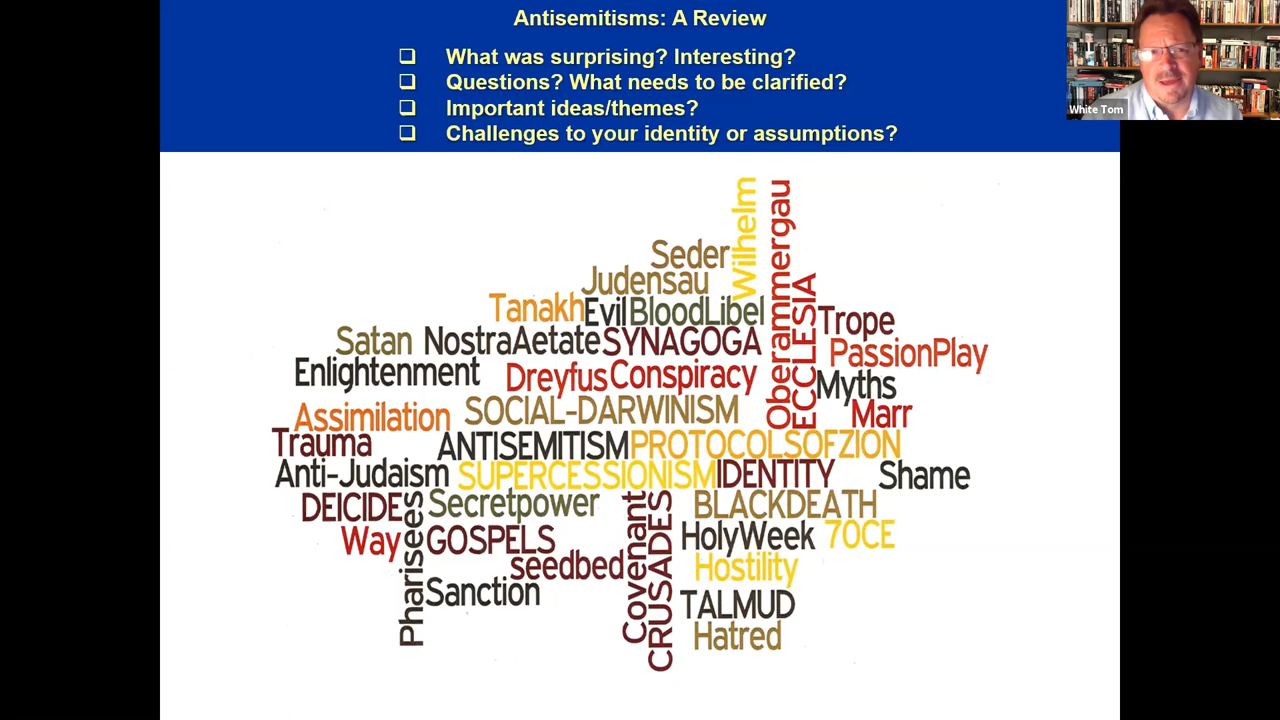 Antisemitisms: A Review
❑ What was surprising? Interesting?
❑ Questions? What needs to be clarified?
❑ Important ideas/themes?
❑ Challenges to your identity or assumptions?
White Tom
Wilhelm
Oberammergau
Seder
Judensau
ECCLESIA
Tanakh Evil BloodLibel
Trope
Satan NostraAetate SYNAGOGA
PassionPlay
Enlightenment Dreyfus Conspiracy
Myths
Assimilation SOCIAL-DARWINISM
Marr
Trauma ANTISEMITISM PROTOCOLSOFZION
Anti-Judaism SUPERCESSIONISM IDENTITY Shame
DEICIDE Secretpower
BLACKDEATH
Pharisees
Covenant
CRUSADES
Way GOSPELS
HolyWeek 70CE
seedbed
Hostility
Sanction
TALMUD
Hatred